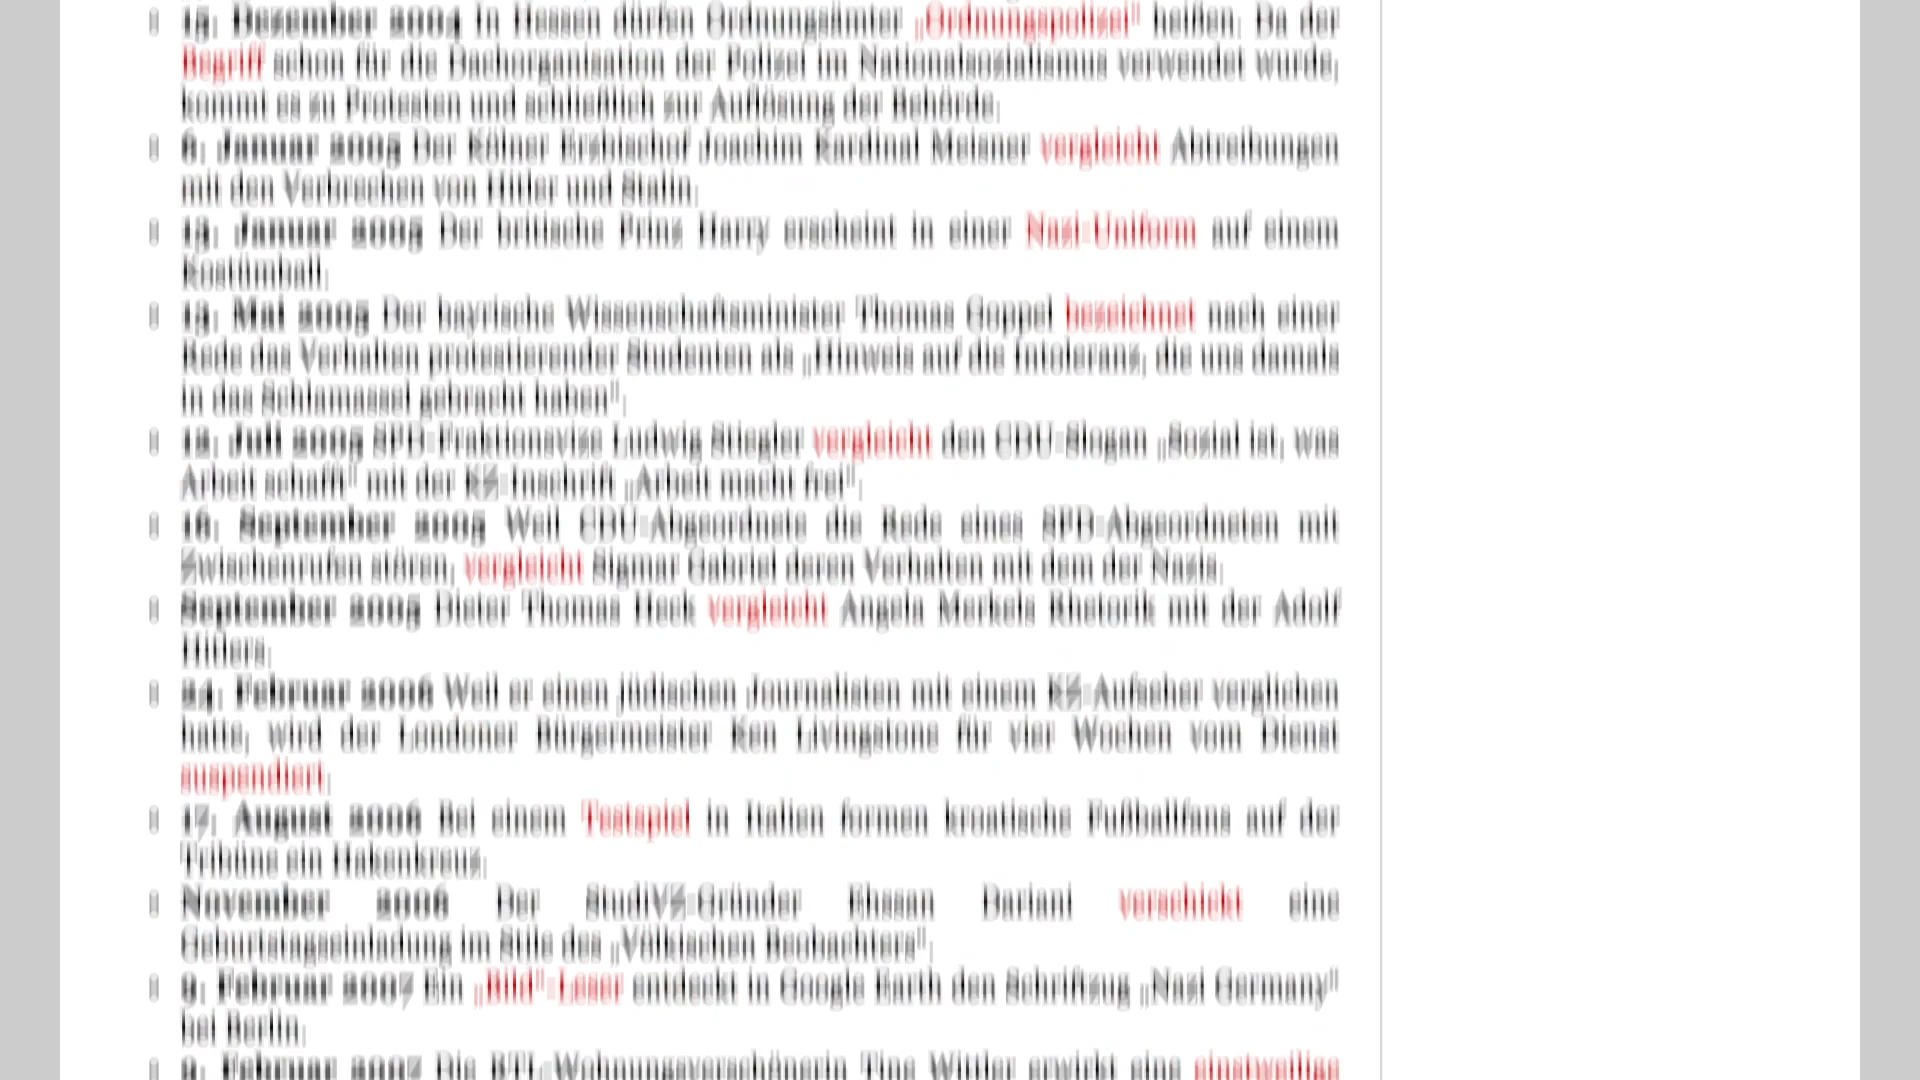 15. Dezember 2004 In Hessen dürfen Ordnungsämter „Ordnungspolizei" heißen. Da der
Begriff schon für die Dachorganisation der Polizei im Nationalsozialismus verwendet wurde,
kommt es zu Protesten und schließlich zur Auflösung der Behörde.
6. Januar 2005 Der Kölner Erzbischof Joachim Kardinal Meisner vergleicht Abtreibungen
mit den Verbrechen von Hitler und Stalin.
13. Januar 2005 Der britische Prinz Harry erscheint in einer Nazi-Uniform auf einem
Kostümball.
13. Mai 2005 Der bayrische Wissenschaftsminister Thomas Goppel bezeichnet nach einer
Rede das Verhalten protestierender Studenten als „Hinweis auf die Intoleranz, die uns damals
in das Schlamassel gebracht haben".
12. Juli 2005 SPD-Fraktionsvize Ludwig Stiegler vergleicht den CDU-Slogan „Sozial ist, was
Arbeit schafft" mit der KZ-Inschrift „Arbeit macht frei".
16. September 2005 Weil CDU-Abgeordnete die Rede eines SPD-Abgeordneten mit
Zwischenrufen stören, vergleicht Sigmar Gabriel deren Verhalten mit dem der Nazis.
September 2005 Dieter Thomas Heck vergleicht Angela Merkels Rhetorik mit der Adolf
Hitlers.
24. Februar 2006 Weil er einen jüdischen Journalisten mit einem KZ-Aufseher verglichen
hatte, wird der Londoner Bürgermeister Ken Livingstone für vier Wochen vom Dienst
suspendiert.
17. August 2006 Bei einem Testspiel in Italien formen kroatische Fußballfans auf der
Tribüne ein Hakenkreuz.
November 2006 Der StudiVZ-Gründer Ehssan Dariani verschickt eine
Geburtstagseinladung im Stile des „Völkischen Beobachters".
9. Februar 2007 Ein „Bild"-Leser entdeckt in Google Earth den Schriftzug „Nazi Germany"
bei Berlin.
9. Februar 2007 Die RTL-Wohnungsverschönerin Tine Wittler erwirkt eine einstweilige